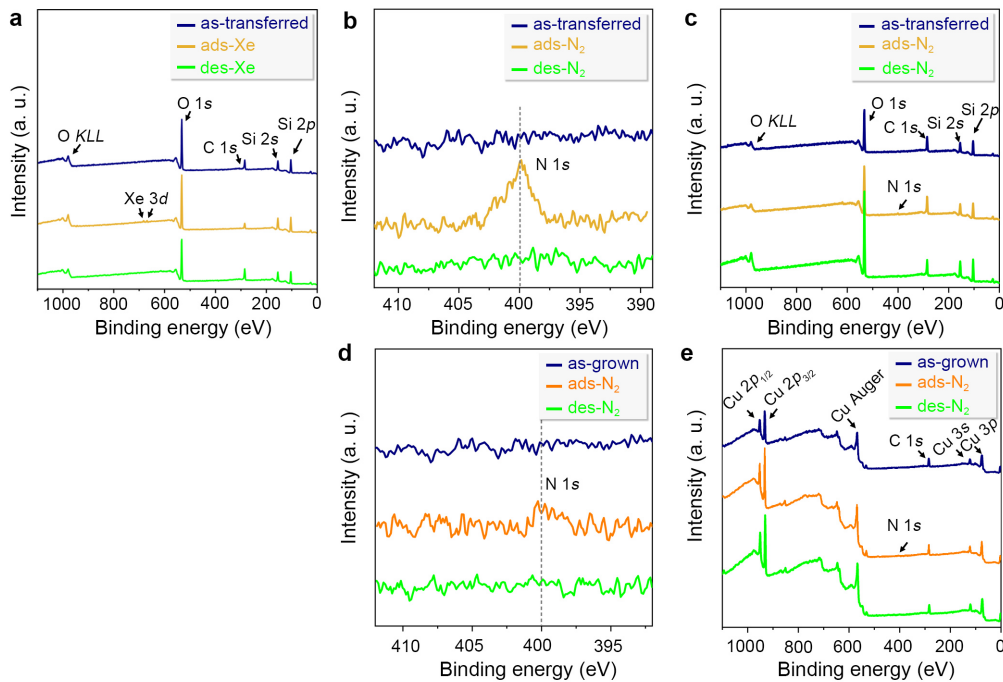 a
as-transferred
ads-Xe
des-Xe
O KLL
O 1s
C 1s
Si 2s
Si 2p
Xe 3d
Intensity (a. u.)
1000 800 600 400 200 0
Binding energy (eV)
b
as-transferred
ads-N₂
des-N₂
N 1s
Intensity (a. u.)
410 405 400 395 390
Binding energy (eV)
c
as-transferred
ads-N₂
des-N₂
O KLL
O 1s
C 1s
Si 2s
Si 2p
N 1s
Intensity (a. u.)
1000 800 600 400 200 0
Binding energy (eV)
d
as-grown
ads-N₂
des-N₂
N 1s
Intensity (a. u.)
410 405 400 395
Binding energy (eV)
e
as-grown
ads-N₂
des-N₂
Cu 2p1/2
Cu 2p3/2
Cu Auger
C 1s
Cu 3s
Cu 3p
N 1s
Intensity (a. u.)
1000 800 600 400 200 0
Binding energy (eV)